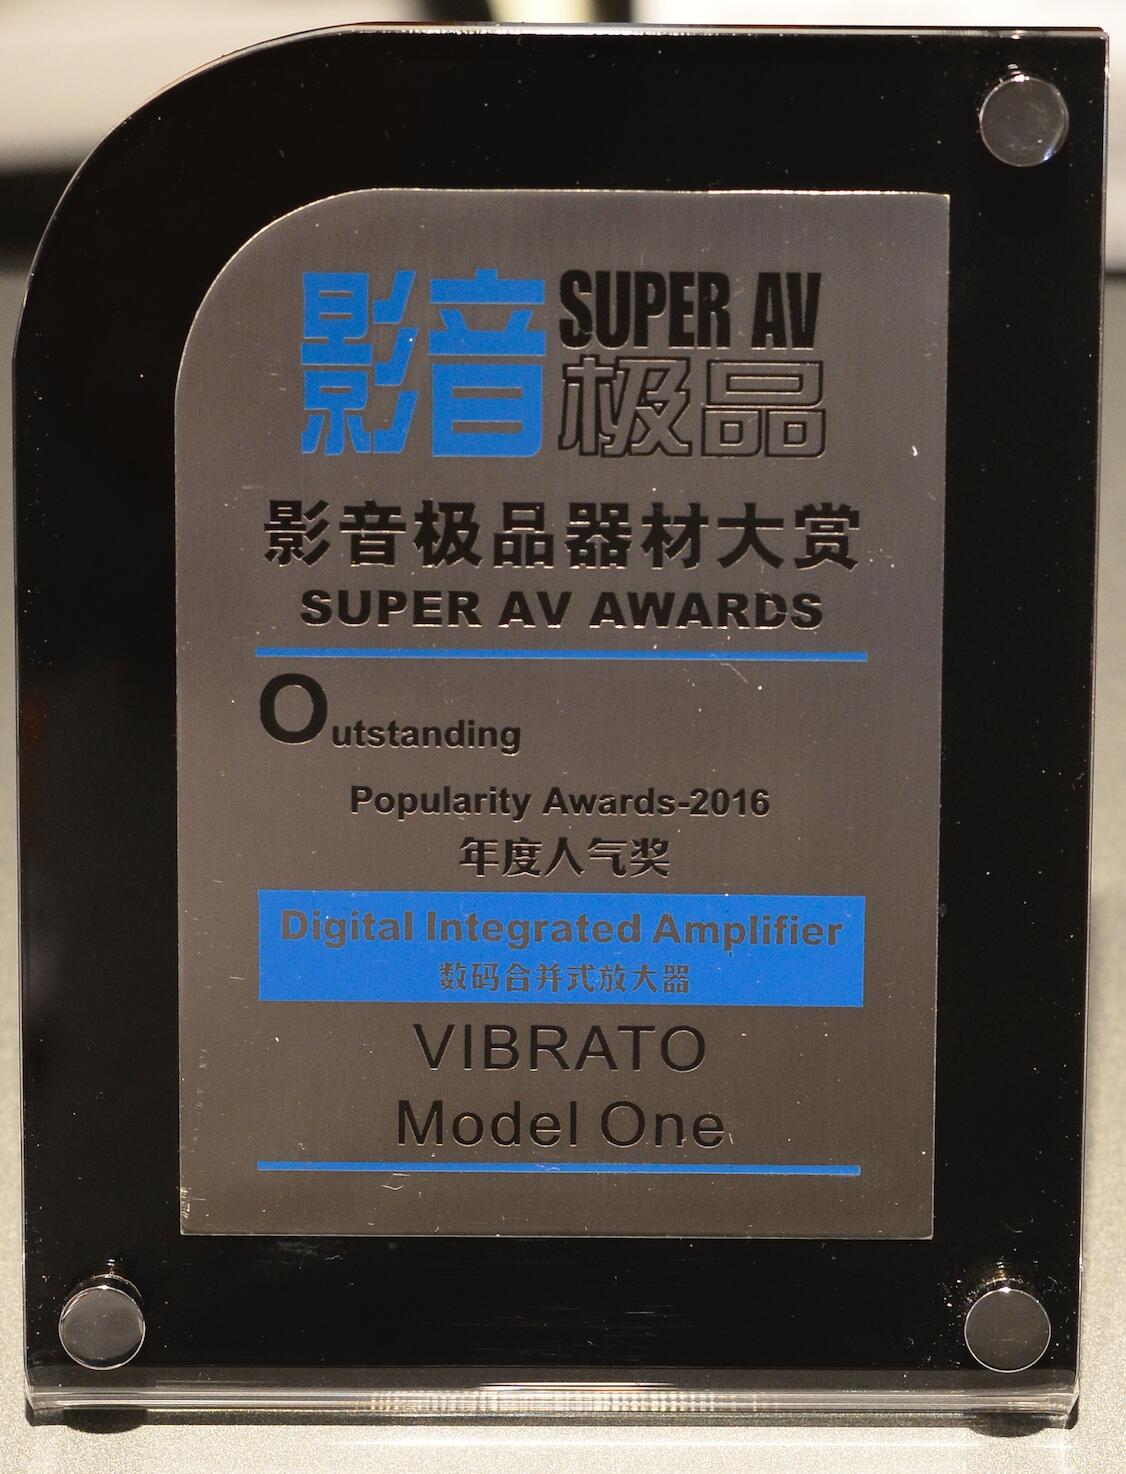 影音 SUPER AV
极品
影音极品器材大赏
SUPER AV AWARDS
Outstanding
Popularity Awards-2016
年度人气奖
Digital Integrated Amplifier
数码合并式放大器
VIBRATO
Model One